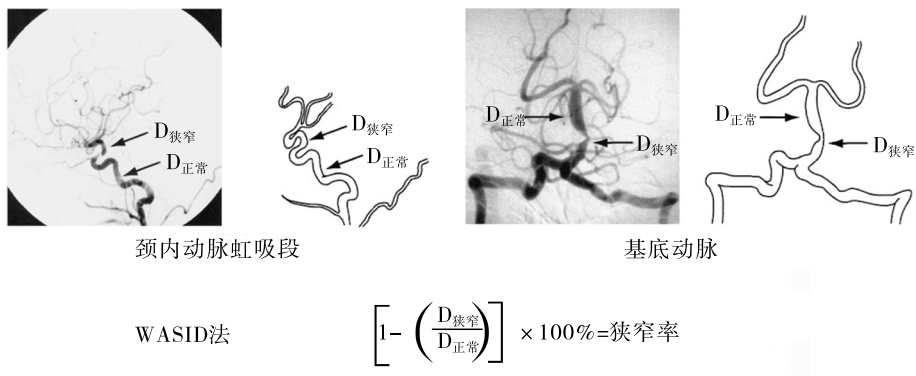 D狭窄
D正常
D狭窄
D正常
D正常
D狭窄
D正常
D狭窄
颈内动脉虹吸段
基底动脉
WASID法
[1-(D狭窄/D正常)]×100%=狭窄率